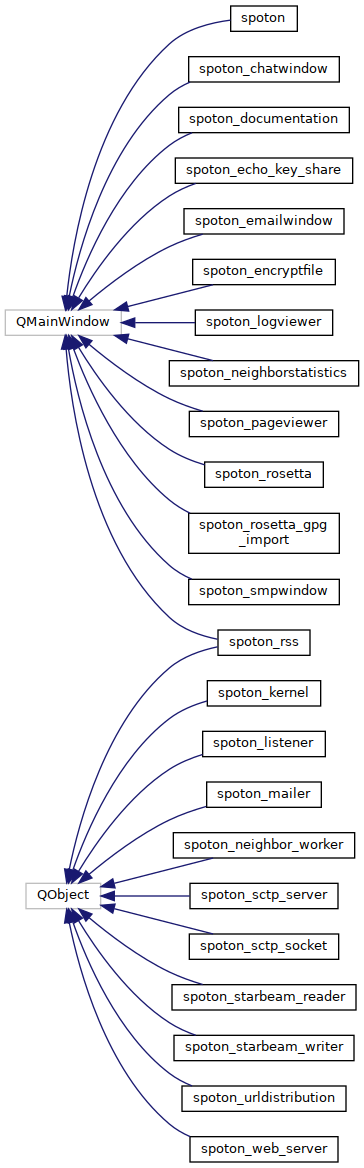 spoton
spoton_chatwindow
spoton_documentation
spoton_echo_key_share
spoton_emailwindow
spoton_encryptfile
QMainWindow
spoton_logviewer
spoton_neighborstatistics
spoton_pageviewer
spoton_rosetta
spoton_rosetta_gpg
_import
spoton_smpwindow
spoton_rss
spoton_kernel
spoton_listener
spoton_mailer
spoton_neighbor_worker
QObject
spoton_sctp_server
spoton_sctp_socket
spoton_starbeam_reader
spoton_starbeam_writer
spoton_urldistribution
spoton_web_server